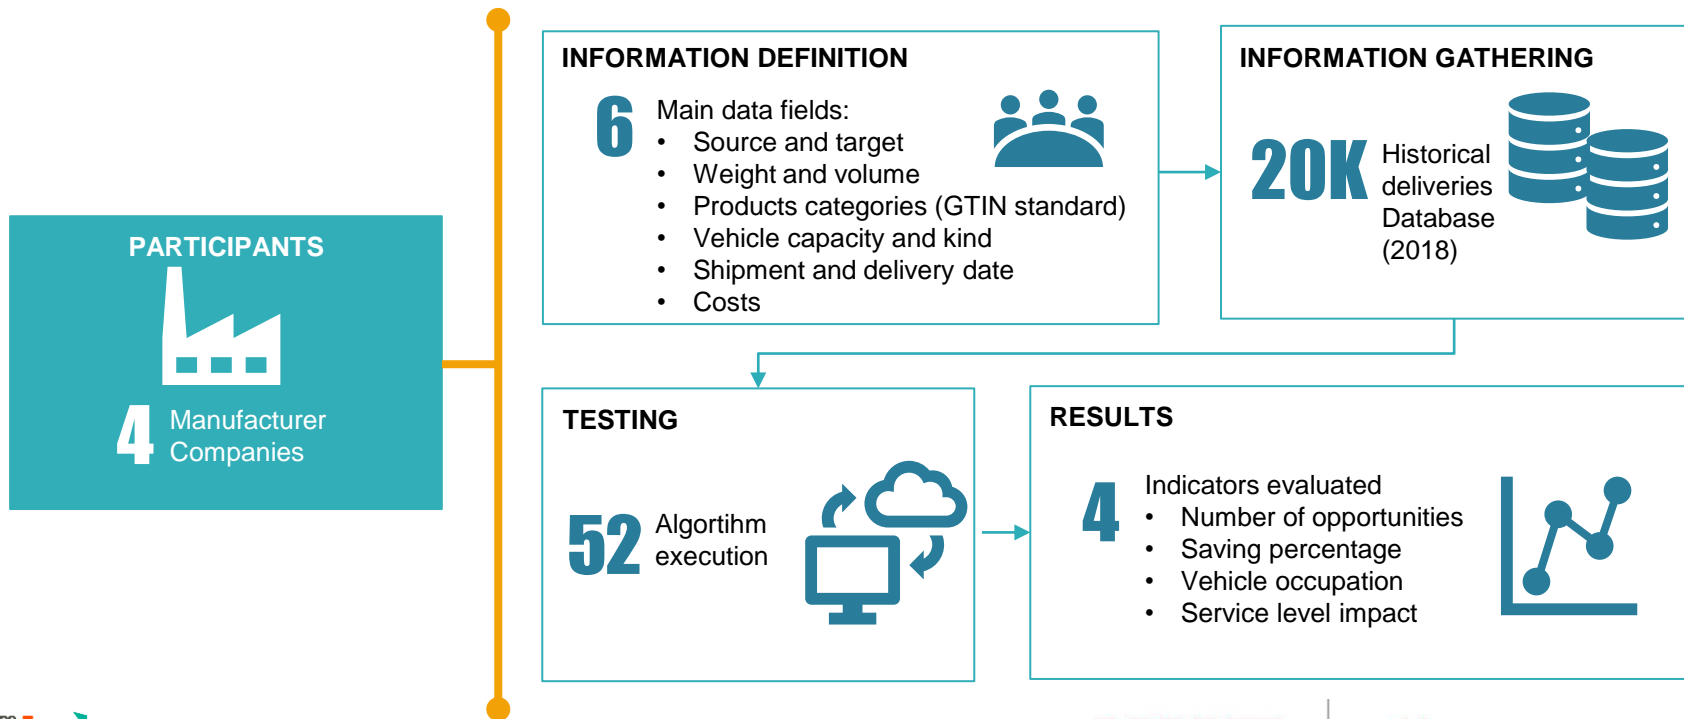 PARTICIPANTS
4
Manufacturer
Companies
INFORMATION DEFINITION
6
Main data fields:
• Source and target
• Weight and volume
• Products categories (GTIN standard)
• Vehicle capacity and kind
• Shipment and delivery date
• Costs
INFORMATION GATHERING
20K
Historical
deliveries
Database
(2018)
TESTING
52
Algortihm
execution
RESULTS
4
Indicators evaluated
• Number of opportunities
• Saving percentage
• Vehicle occupation
• Service level impact